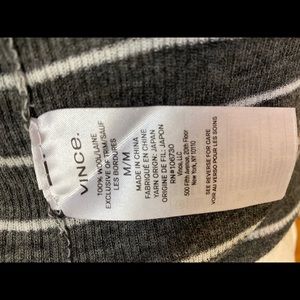 VINCE.
100% WOOL/LAINE
EXCLUSIVE OF TRIM/SAUF
LES BORDURES
M/M
MADE IN CHINA
FABRIQUÉ EN CHINE
YARN ORIGIN: JAPAN
ORIGINE DE FIL: JAPON
RN#106730
Vince, LLC
500 Fifth Avenue, 20th Floor
New York, NY 10110
SEE REVERSE FOR CARE
VOIR AU VERSO POUR LES SOINS